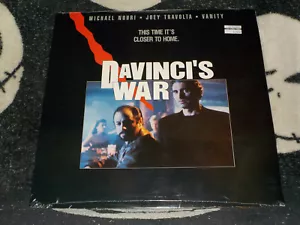 MICHAEL NOURI • JOEY TRAVOLTA • VANITY
THIS TIME IT'S
CLOSER TO HOME.
DAVINCI'S
WAR